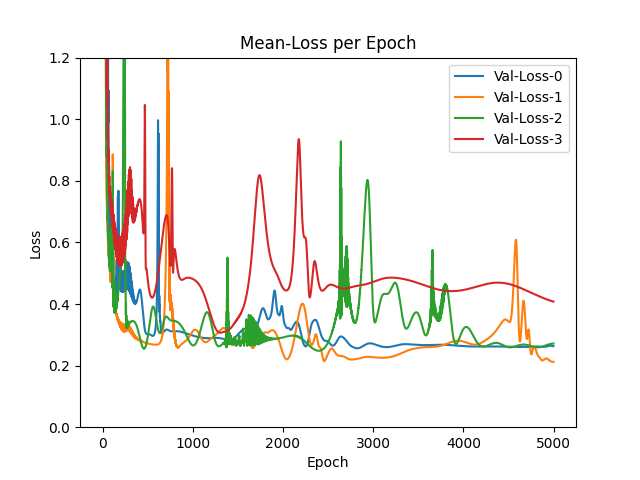 Mean-Loss per Epoch
Val-Loss-0
Val-Loss-1
Val-Loss-2
Val-Loss-3
Loss
1.2
1.0
0.8
0.6
0.4
0.2
0.0
0 1000 2000 3000 4000 5000
Epoch